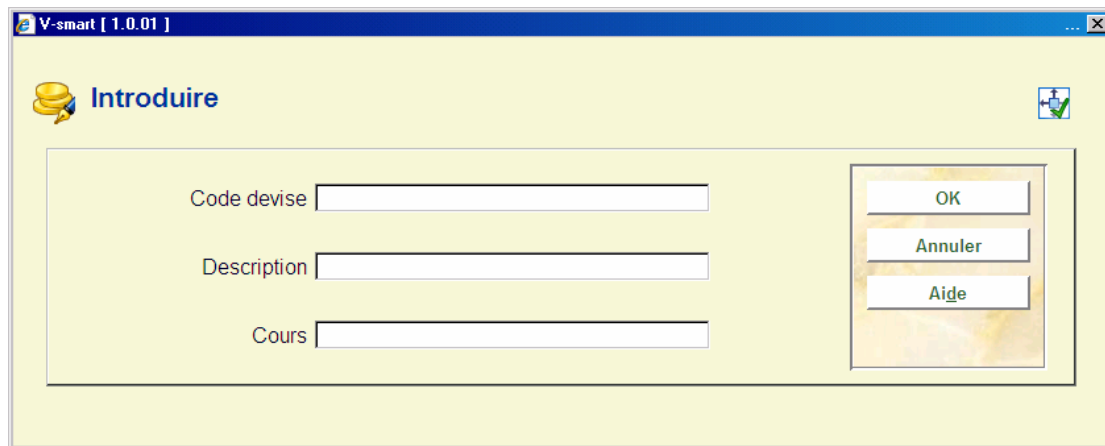 V-smart [ 1.0.01 ] ...
Introduire
Code devise
Description
Cours
OK
Annuler
Aide